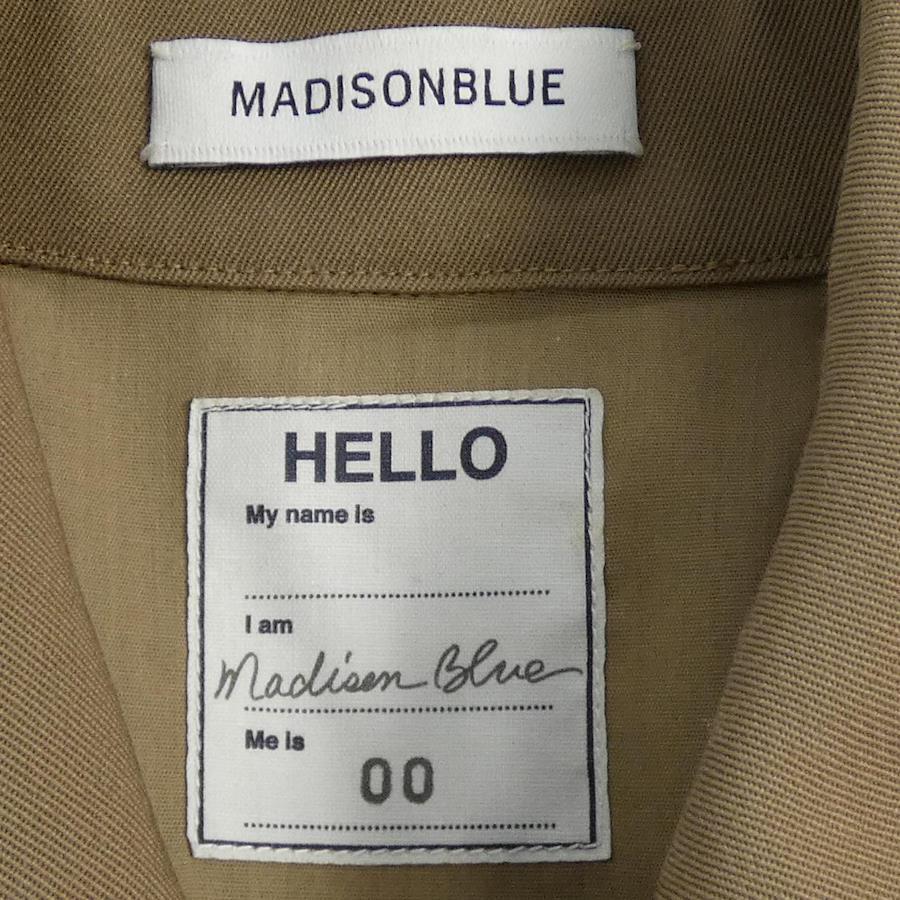 MADISONBLUE
HELLO
My name is
I am
Madison Blue
Me is
00